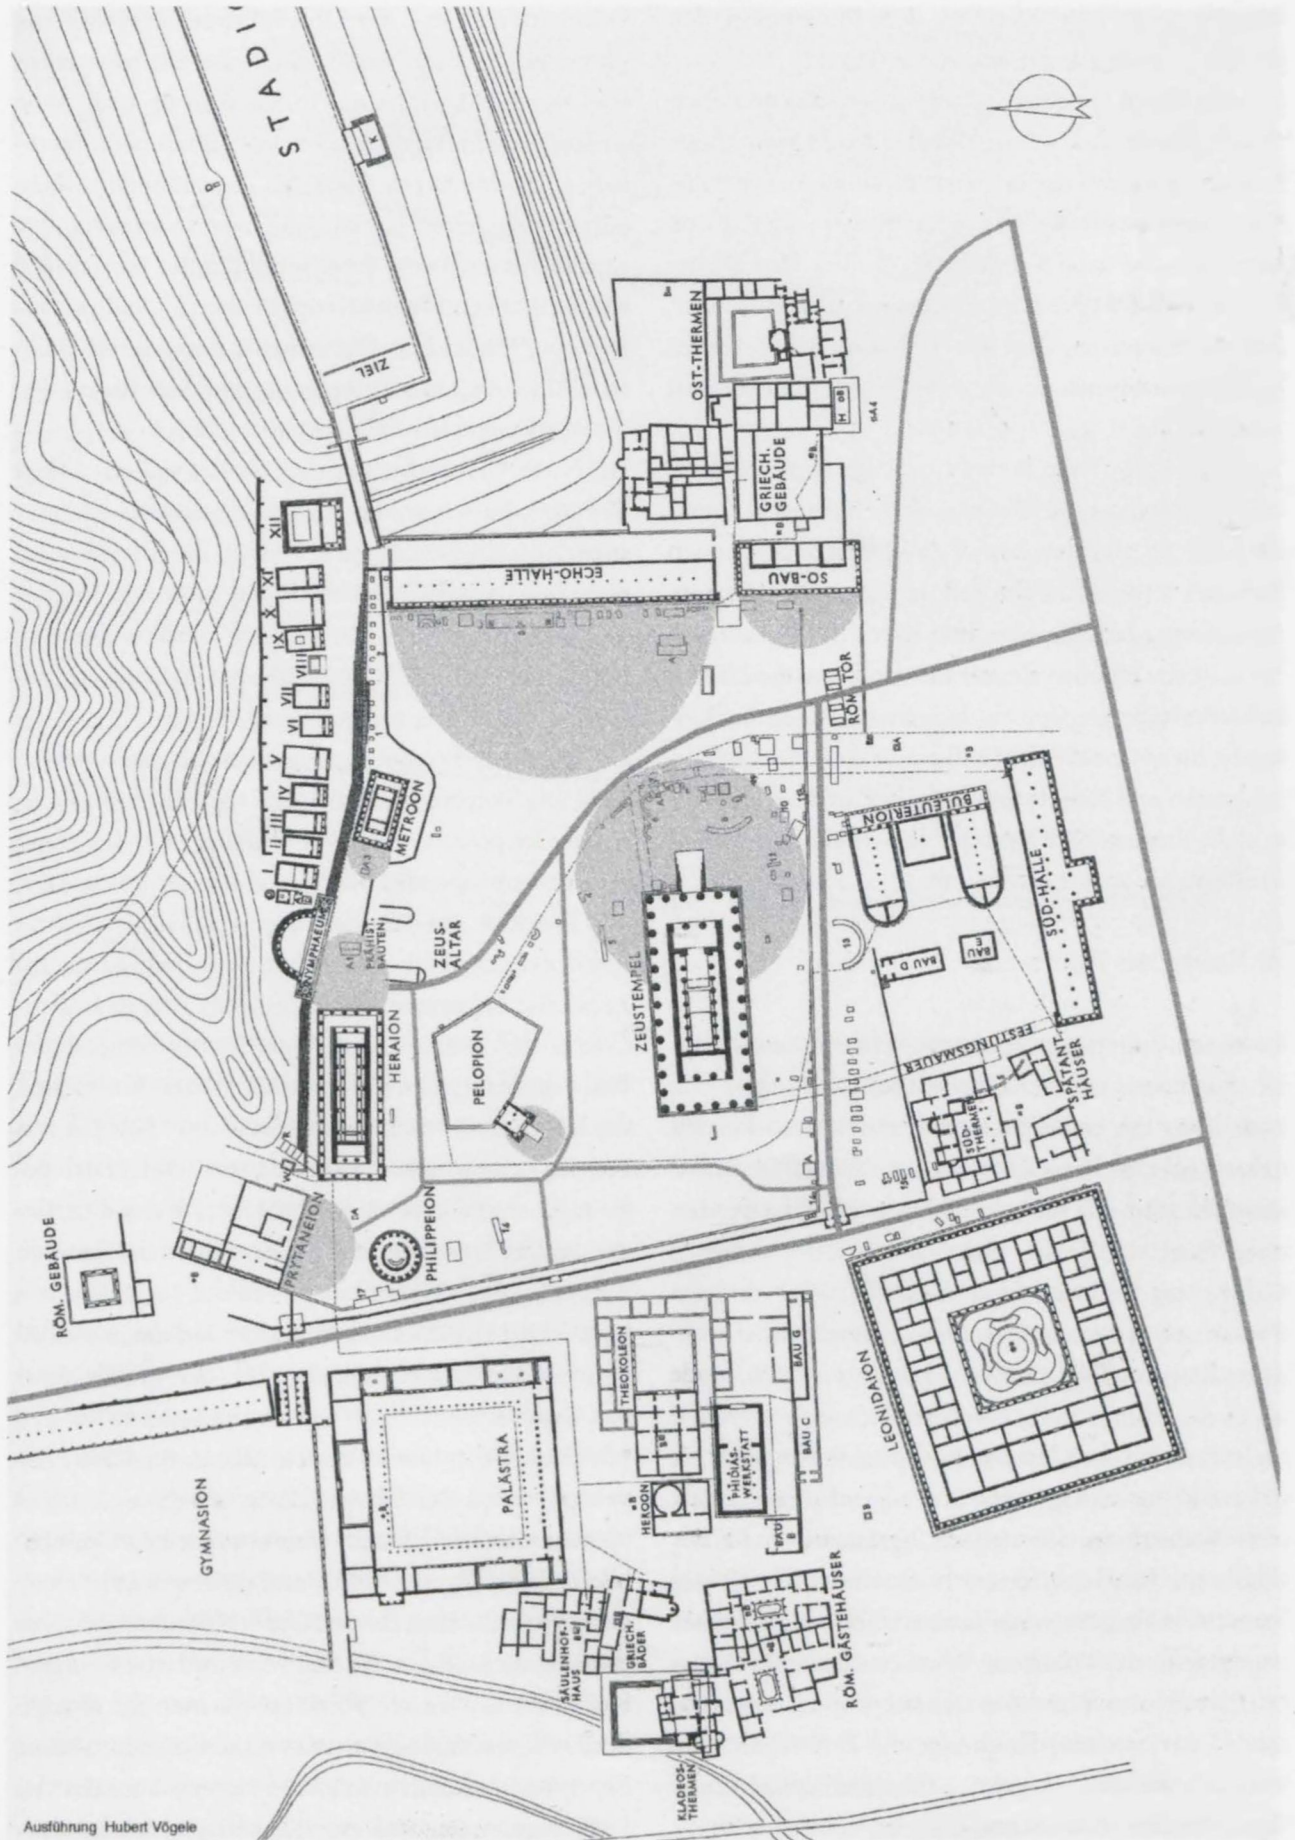 STADIO
K
ZIEL
OST-THERMEN
GRIECH.
GEBÄUDE
H
ECHO-HALLE
SO-BAU
RÖM. TOR
XII
XI
X
IX
VIII
VII
VI
V
IV
III
II
I
METROON
NYMPHAEUM
PRÄHIST.
BAUTEN
ZEUS-
ALTAR
HERAION
PELOPION
ZEUSTEMPEL
BULEUTERION
SÜD-HALLE
BAU D
BAU
FESTUNGSMAUER
SPÄTANT.
HÄUSER
SÜD-
THERMEN
W
R
PRYTANEION
PHILIPPEION
17
16
RÖM. GEBÄUDE
GYMNASION
PALÄSTRA
THEOKOLEON
BAU G
BAU C
PHIDIAS-
WERKSTATT
HEROON
BAU
B
LEONIDAION
SÄULENHOF-
HAUS
GRIECH.
BÄDER
RÖM. GÄSTEHÄUSER
KLADEOS-
THERMEN
Ausführung Hubert Vögele